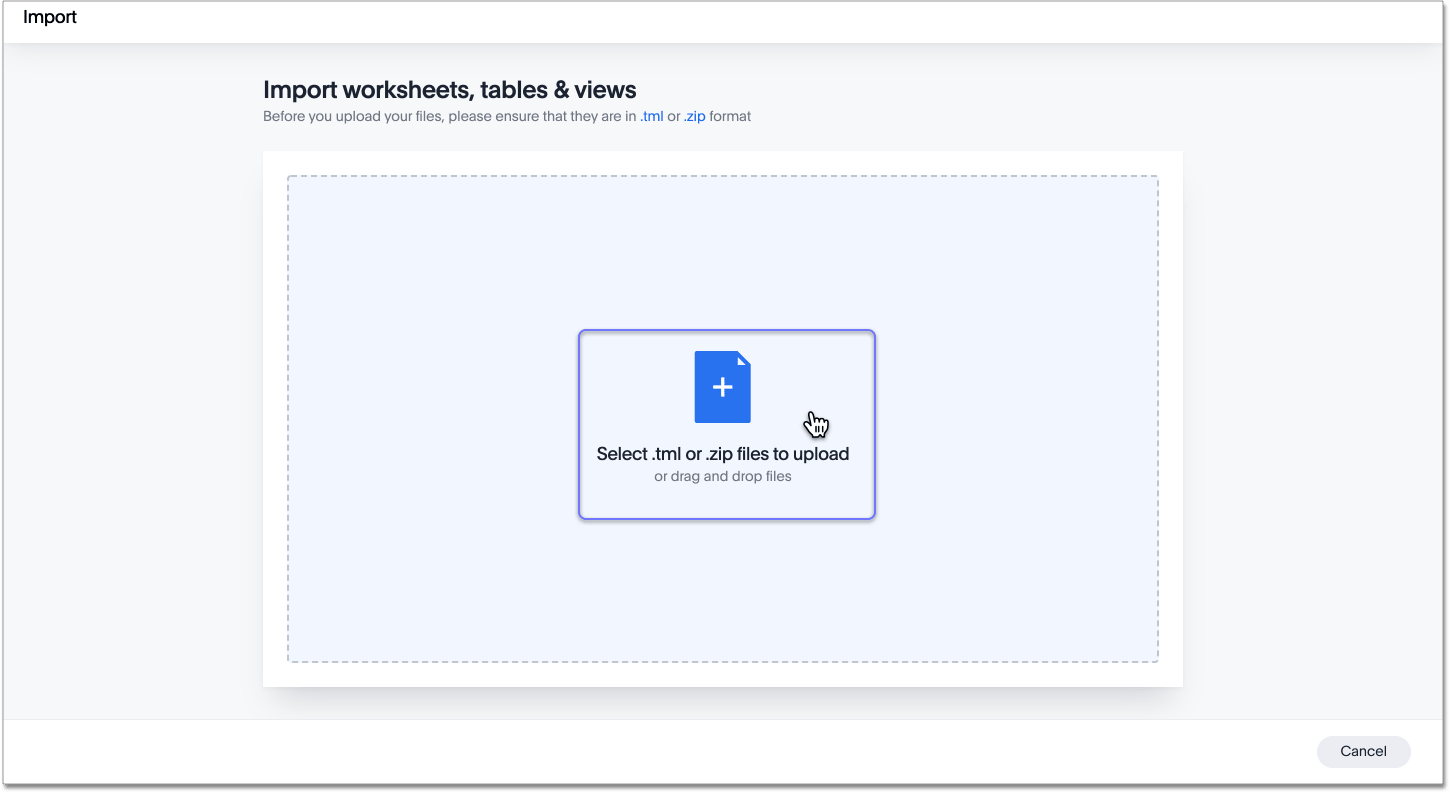 Import
Import worksheets, tables & views
Before you upload your files, please ensure that they are in .tml or .zip format
Select .tml or .zip files to upload
or drag and drop files
Cancel